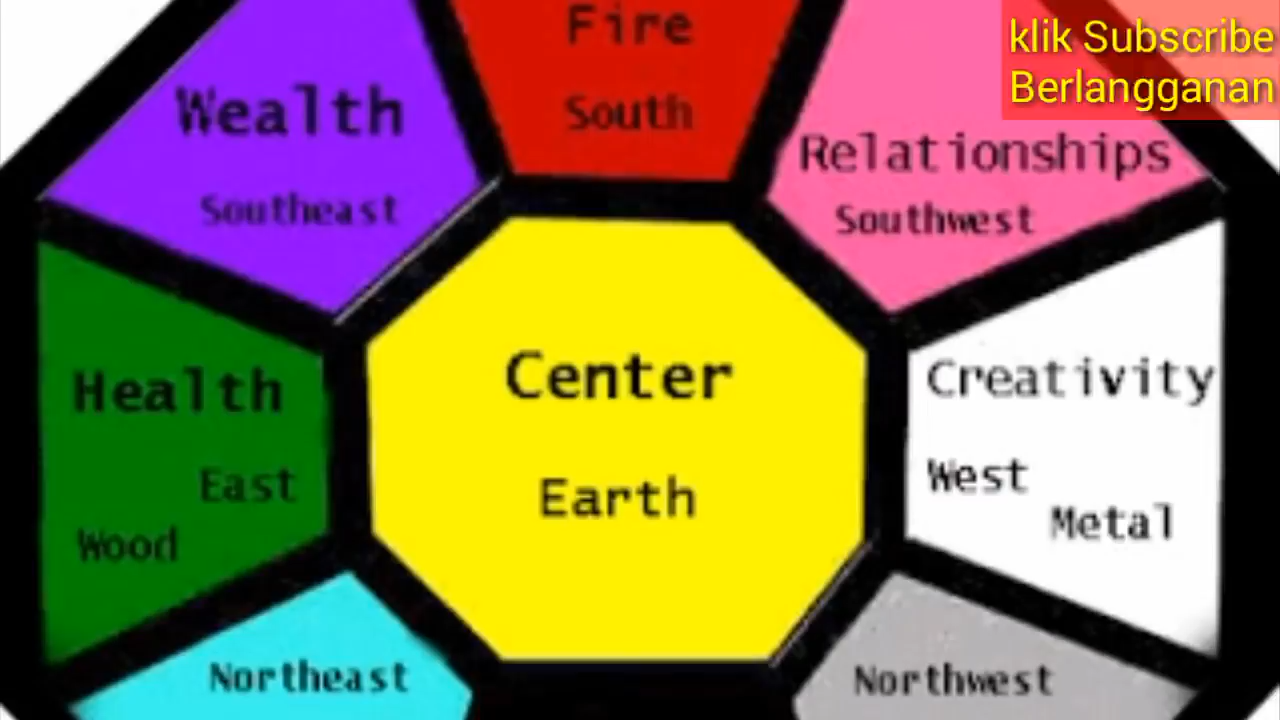 Fire
South
Wealth
Southeast
klik Subscribe
Berlangganan
Relationships
Southwest
Health
East
Wood
Center
Earth
Creativity
West
Metal
Northeast
Northwest